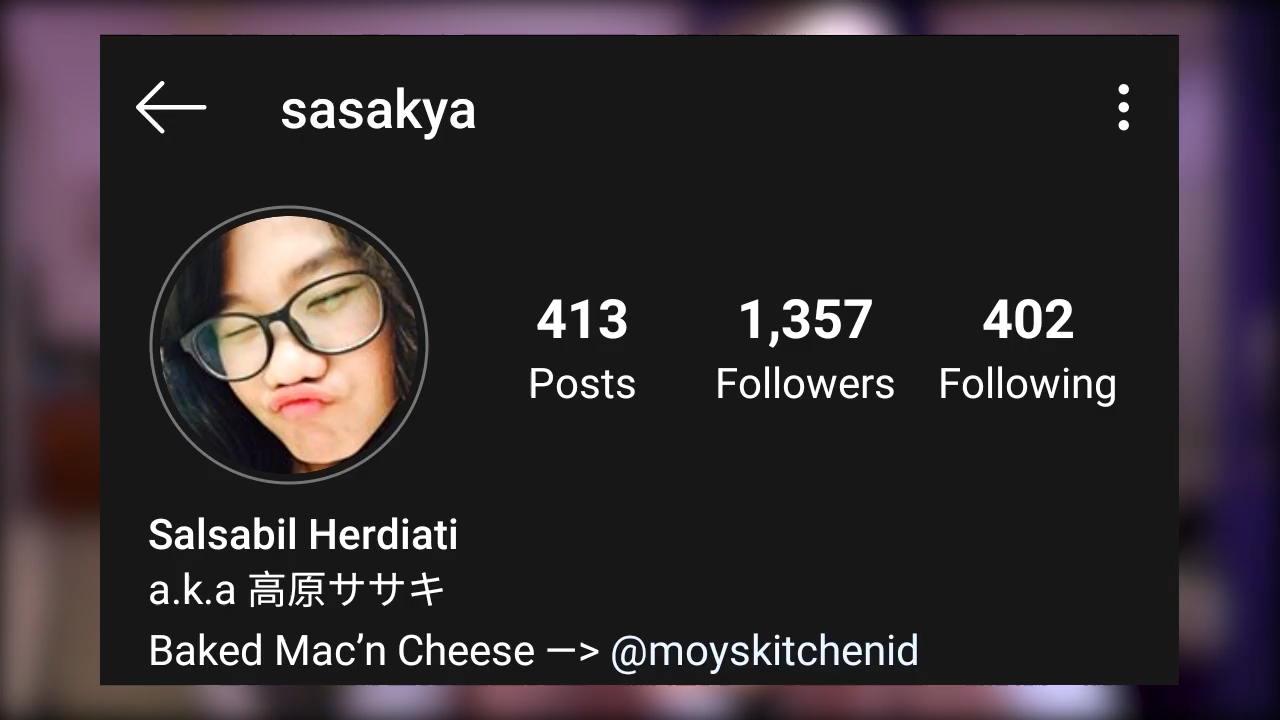 sasakya
413 1,357 402
Posts Followers Following
Salsabil Herdiati
a.k.a 高原ササキ
Baked Mac’n Cheese —> @moyskitchenid